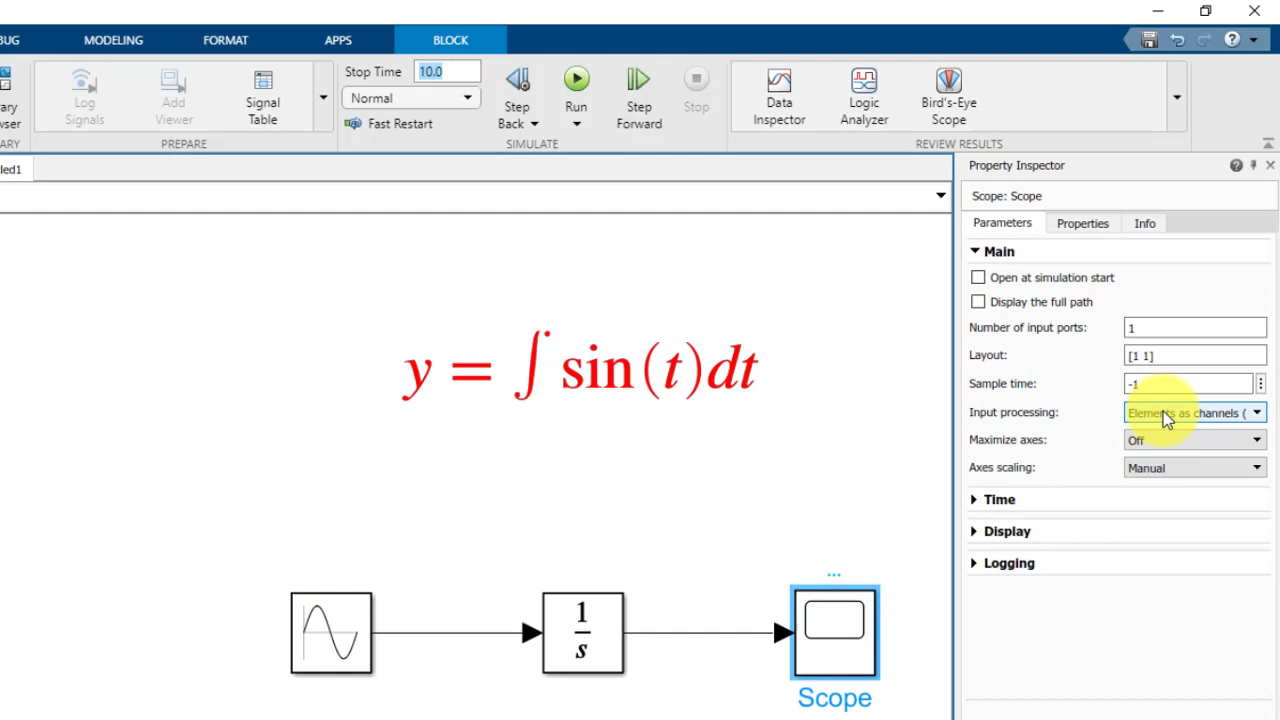 BUG MODELING FORMAT APPS BLOCK
Stop Time 10.0
Normal
Fast Restart
Log Signals
Add Viewer
Signal Table
Step Back
Run
Step Forward
Stop
Data Inspector
Logic Analyzer
Bird's-Eye Scope
PREPARE SIMULATE REVIEW RESULTS
Property Inspector
Scope: Scope
Parameters Properties Info
Main
Open at simulation start
Display the full path
Number of input ports: 1
Layout: [1 1]
Sample time: -1
Input processing: Elements as channels (
Maximize axes: Off
Axes scaling: Manual
Time
Display
Logging
y = ∫ sin(t)dt
1
s
...
Scope